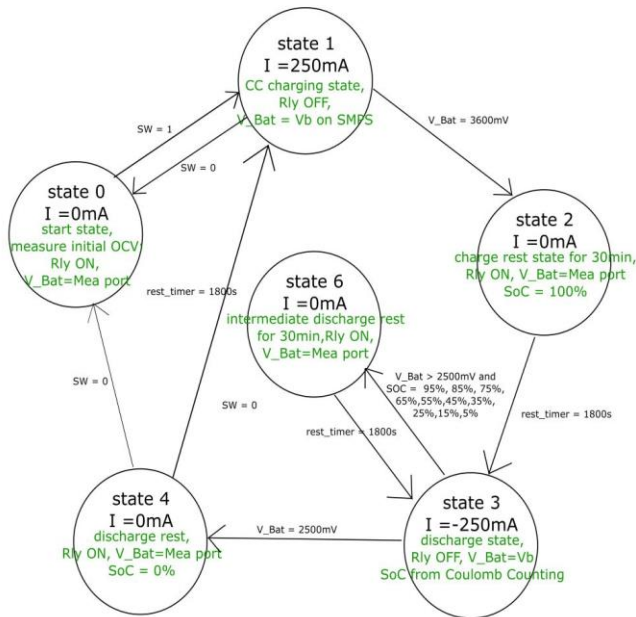 state 1
I =250mA
CC charging state,
Rly OFF,
V_Bat = Vb on SMPS
SW = 1
SW = 0
V_Bat = 3600mV
state 0
I =0mA
start state,
measure initial OCV,
Rly ON,
V_Bat=Mea port
state 2
I =0mA
charge rest state for 30min,
Rly ON, V_Bat=Mea port
SoC = 100%
state 6
I =0mA
intermediate discharge rest
for 30min,Rly ON,
V_Bat=Mea port
rest_timer = 1800s
V_Bat > 2500mV and
SOC = 95%, 85%, 75%,
65%,55%,45%,35%,
25%,15%,5%
SW = 0
SW = 0
rest_timer = 1800s
rest_timer = 1800s
state 4
I =0mA
discharge rest,
Rly ON, V_Bat=Mea port
SoC = 0%
V_Bat = 2500mV
state 3
I =-250mA
discharge state,
Rly OFF, V_Bat=Vb
SoC from Coulomb Counting